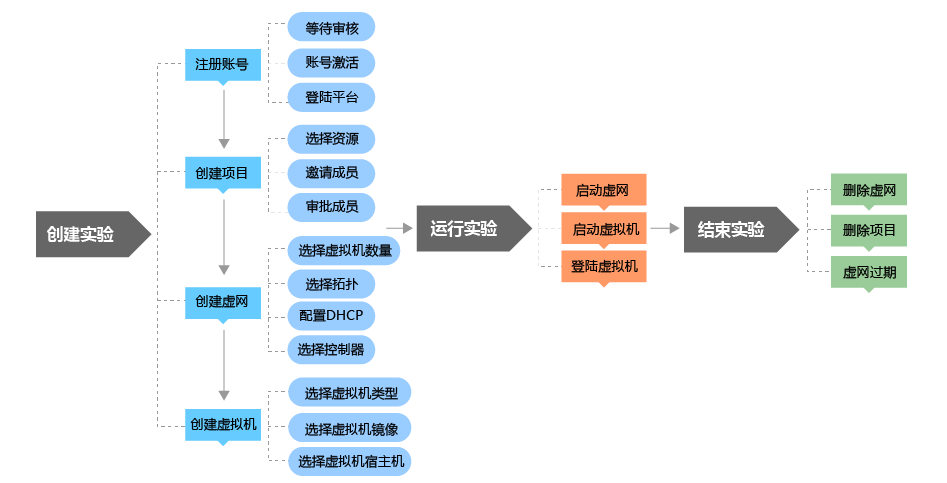 创建实验
注册账号
等待审核
账号激活
登陆平台
创建项目
选择资源
邀请成员
审批成员
创建虚网
选择虚拟机数量
选择拓扑
配置DHCP
选择控制器
创建虚拟机
选择虚拟机类型
选择虚拟机镜像
选择虚拟机宿主机
运行实验
启动虚网
启动虚拟机
登陆虚拟机
结束实验
删除虚网
删除项目
虚网过期